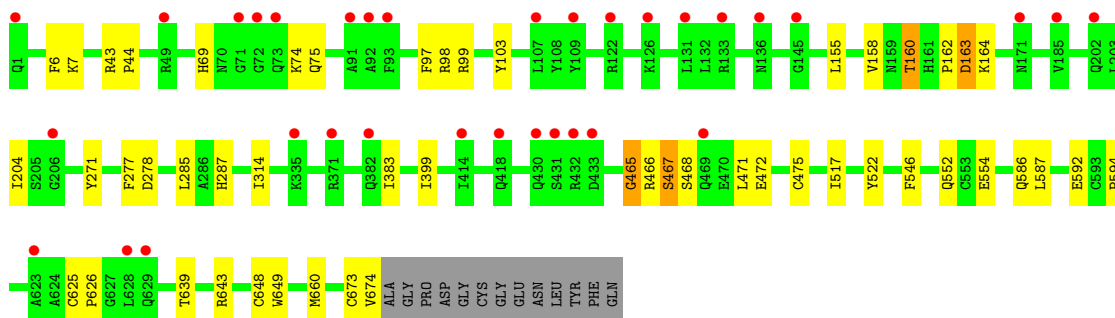 Q1 F6 K7 R43 P44 R49 H69 N70 G71 G72 Q73 K74 Q75 A91 A92 F93 F97 R98 R99 Y103 L107 Y108 Y109 R122 K126 L131 L132 R133 N136 G145 L155 V158 N159 T160 H161 P162 D163 K164 N171 V185 Q202 L203
I204 S205 G206 Y271 F277 D278 L285 A286 H287 I314 K335 R371 Q382 I383 I399 I414 Q418 Q430 S431 R432 D433 G465 R466 S467 S468 Q469 E470 L471 E472 C475 I517 Y522 F546 Q552 C553 E554 Q586 L587 E592 C593
A623 A624 C625 P626 G627 L628 Q629 T639 R643 C648 W649 M660 C673 V674 ALA GLY PRO ASP GLY CYS GLY GLU ASN LEU TYR PHE GLN